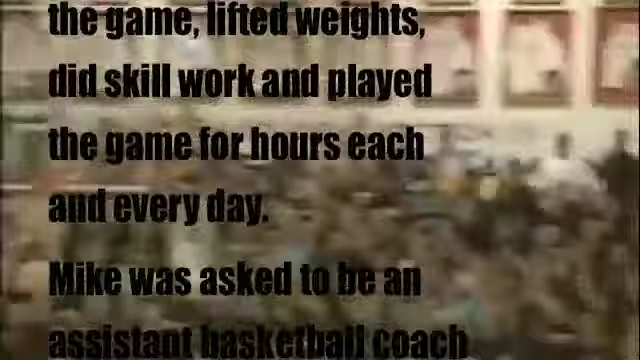 the game, lifted weights,
did skill work and played
the game for hours each
and every day.
Mike was asked to be an
assistant basketball coach